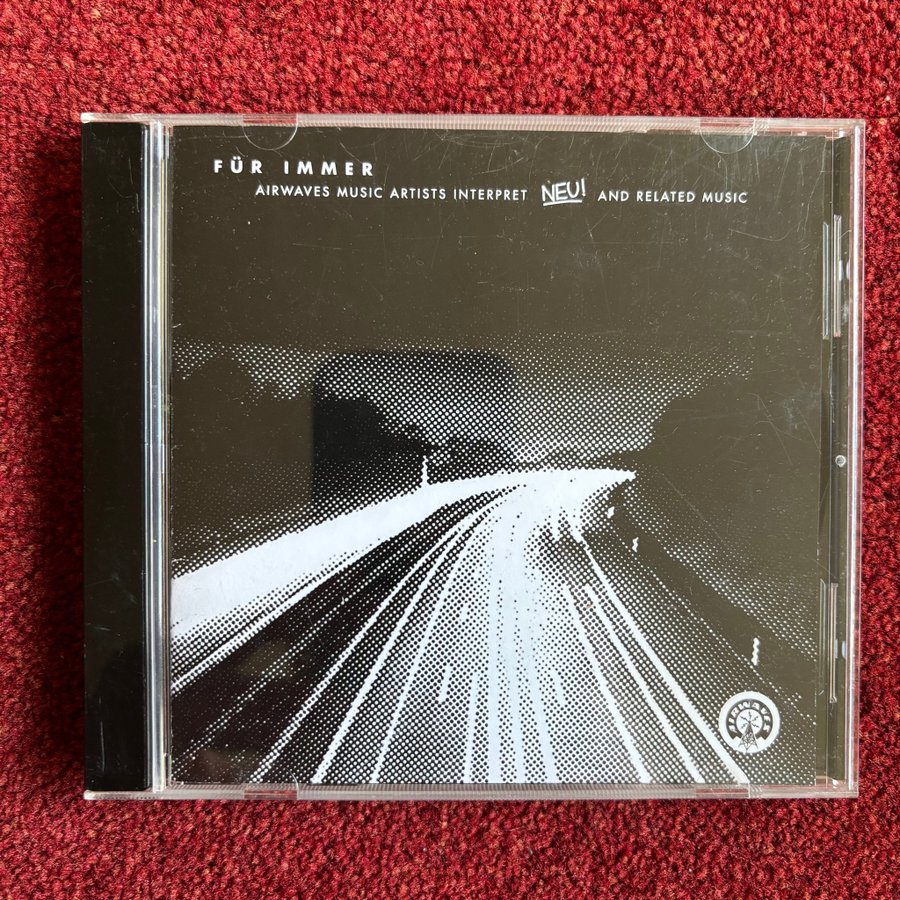 FÜR IMMER
AIRWAVES MUSIC ARTISTS INTERPRET NEU! AND RELATED MUSIC